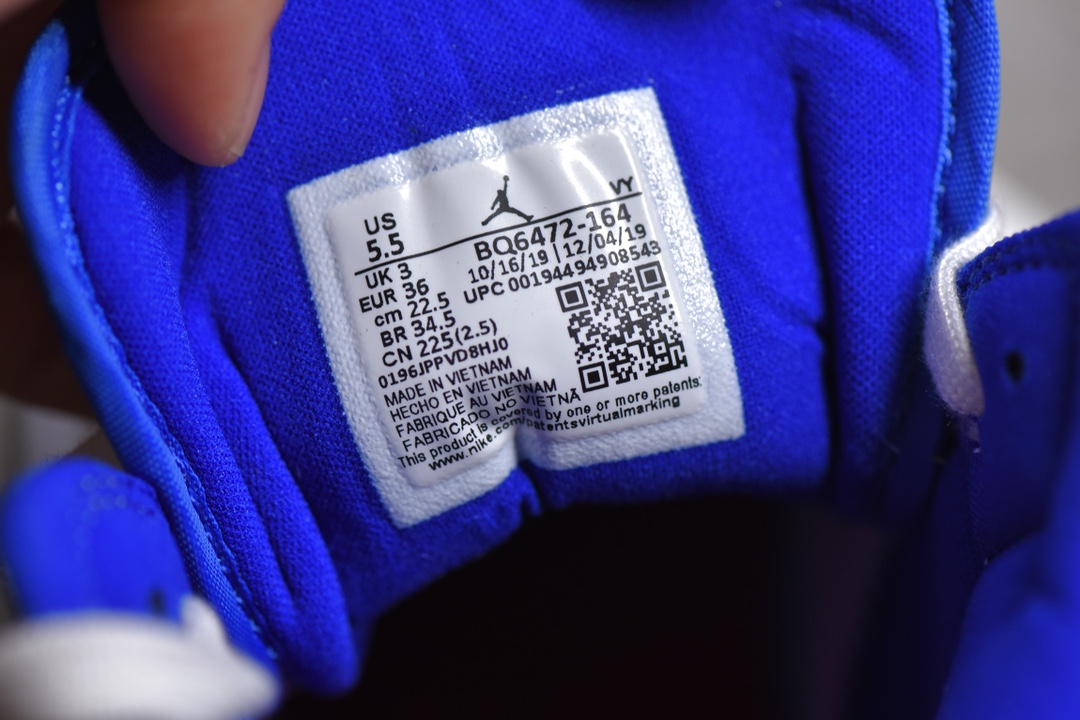 US
5.5
VY
BQ6472-164
UK 3
10/16/19 | 12/04/19
EUR 36
UPC 00194494908543
cm 22.5
BR 34.5
CN 225(2.5)
0196JPPVD8HJ0
MADE IN VIETNAM
HECHO EN VIETNAM
FABRIQUE AU VIETNAM
FABRICADO NO VIETNÃ
This product is covered by one or more patents:
www.nike.com/patentsvirtualmarking